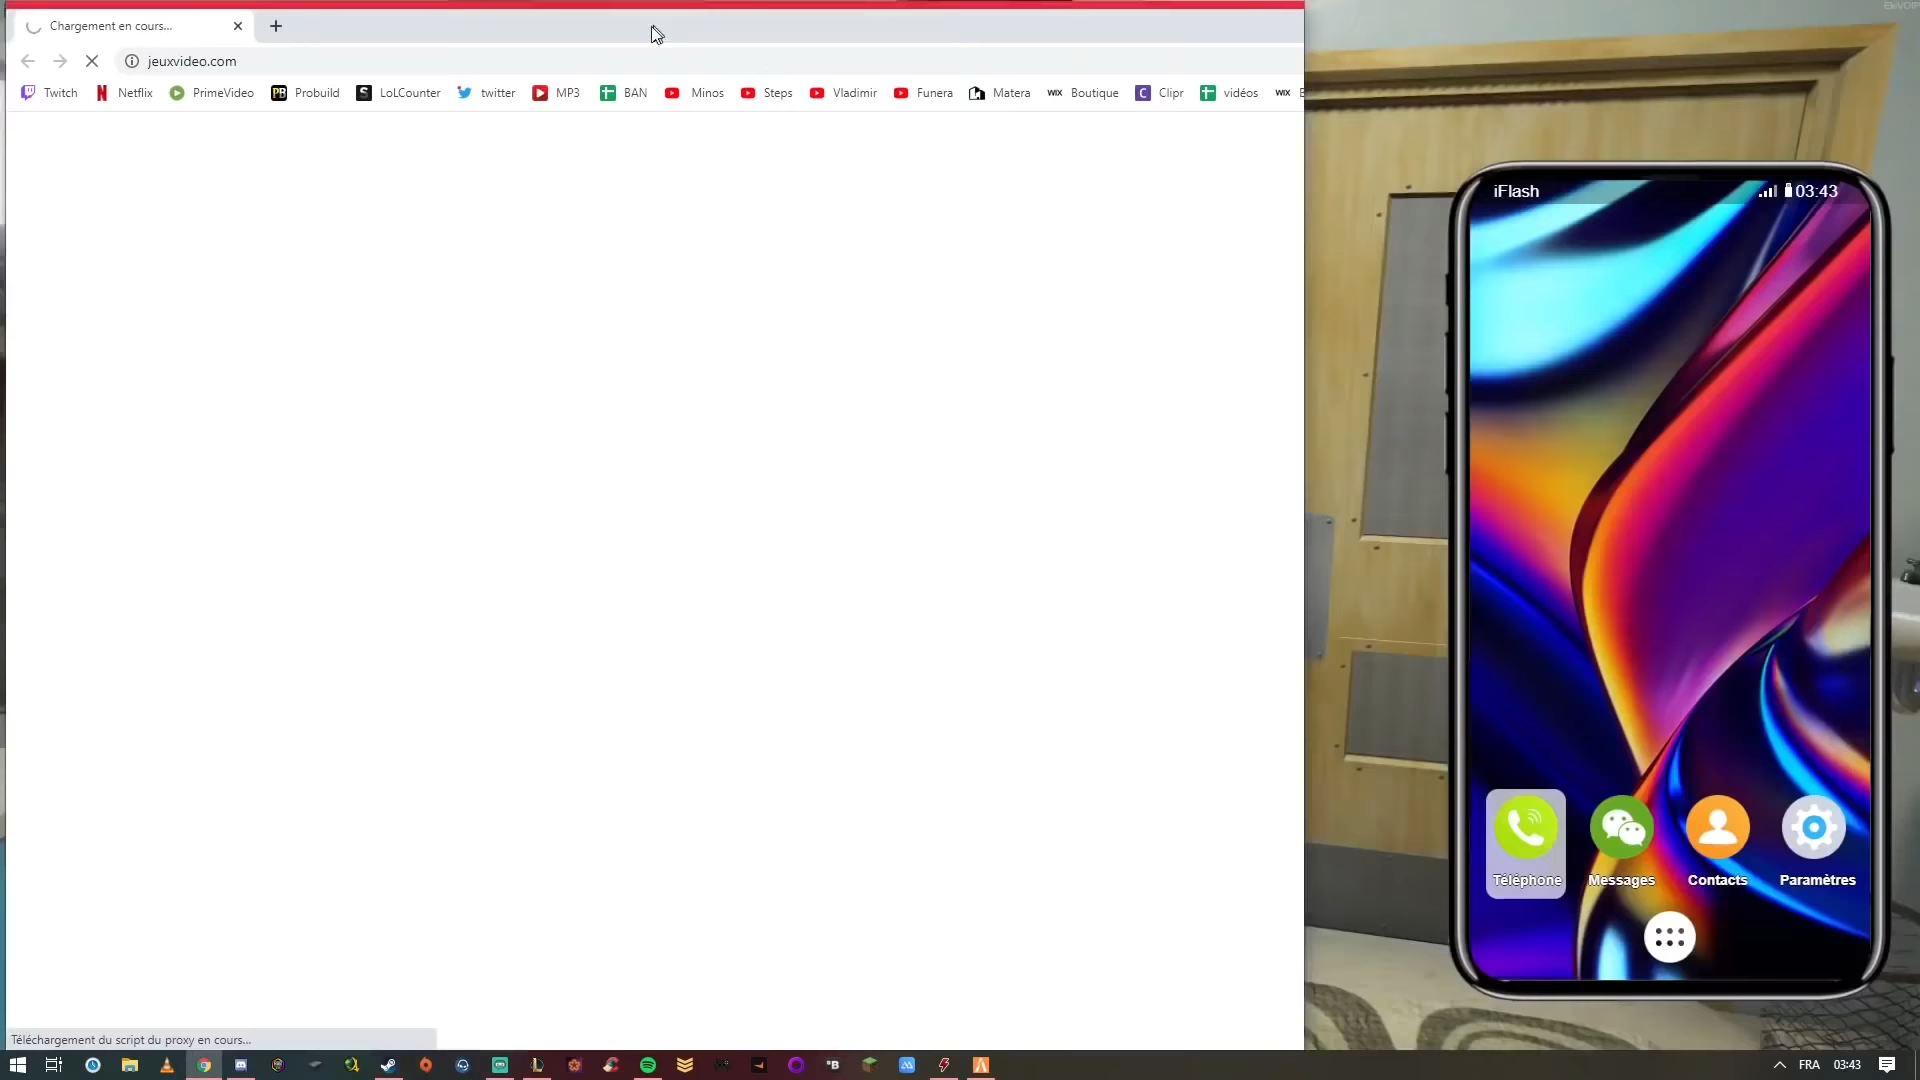 Chargement en cours...
jeuxvideo.com
Twitch Netflix PrimeVideo Probuild LoLCounter twitter MP3 BAN Minos Steps Vladimir Funera Matera WIX Boutique Clipr vidéos WIX
iFlash 03:43
Téléphone Messages Contacts Paramètres
Téléchargement du script du proxy en cours...
FRA 03:43